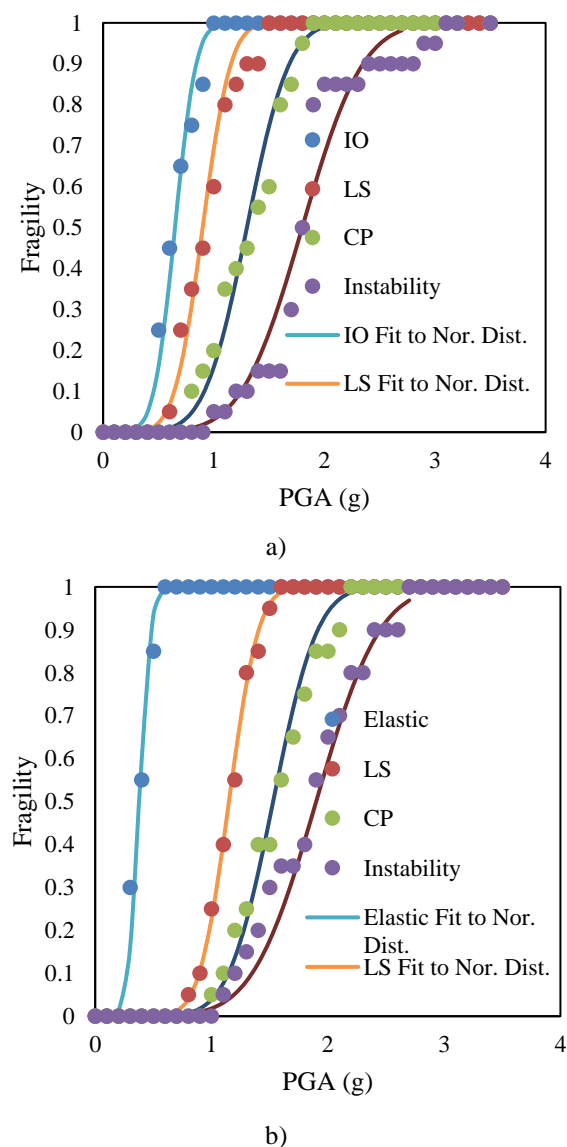 1
0.9
0.8
0.7
0.6
0.5
0.4
0.3
0.2
0.1
0
Fragility
IO
LS
CP
Instability
IO Fit to Nor. Dist.
LS Fit to Nor. Dist.
0 1 2 3 4
PGA (g)
a)
1
0.9
0.8
0.7
0.6
0.5
0.4
0.3
0.2
0.1
0
Fragility
Elastic
LS
CP
Instability
Elastic Fit to Nor.
Dist.
LS Fit to Nor. Dist.
0 1 2 3 4
PGA (g)
b)